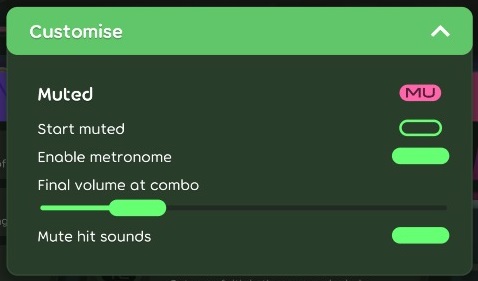 Customise
Muted MU
Start muted
Enable metronome
Final volume at combo
Mute hit sounds